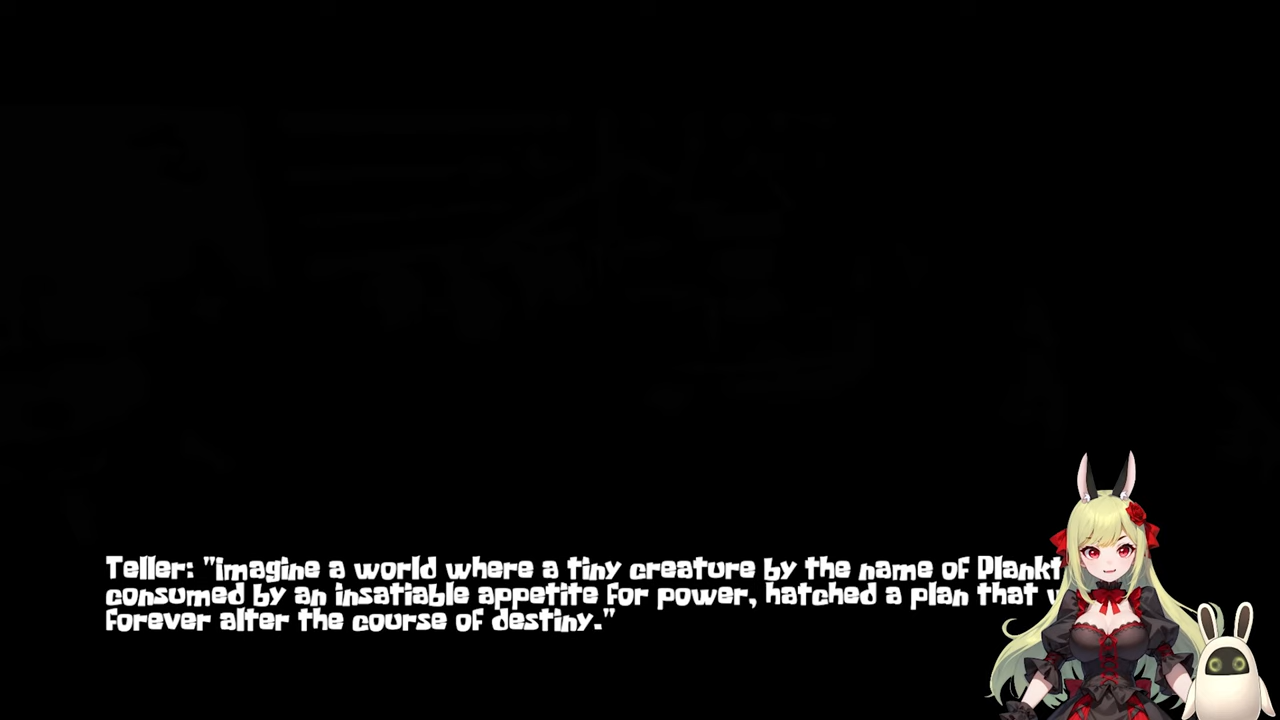 Teller: "Imagine a world where a tiny creature by the name of Plankt
consumed by an insatiable appetite for power, hatched a plan that
forever alter the course of destiny."